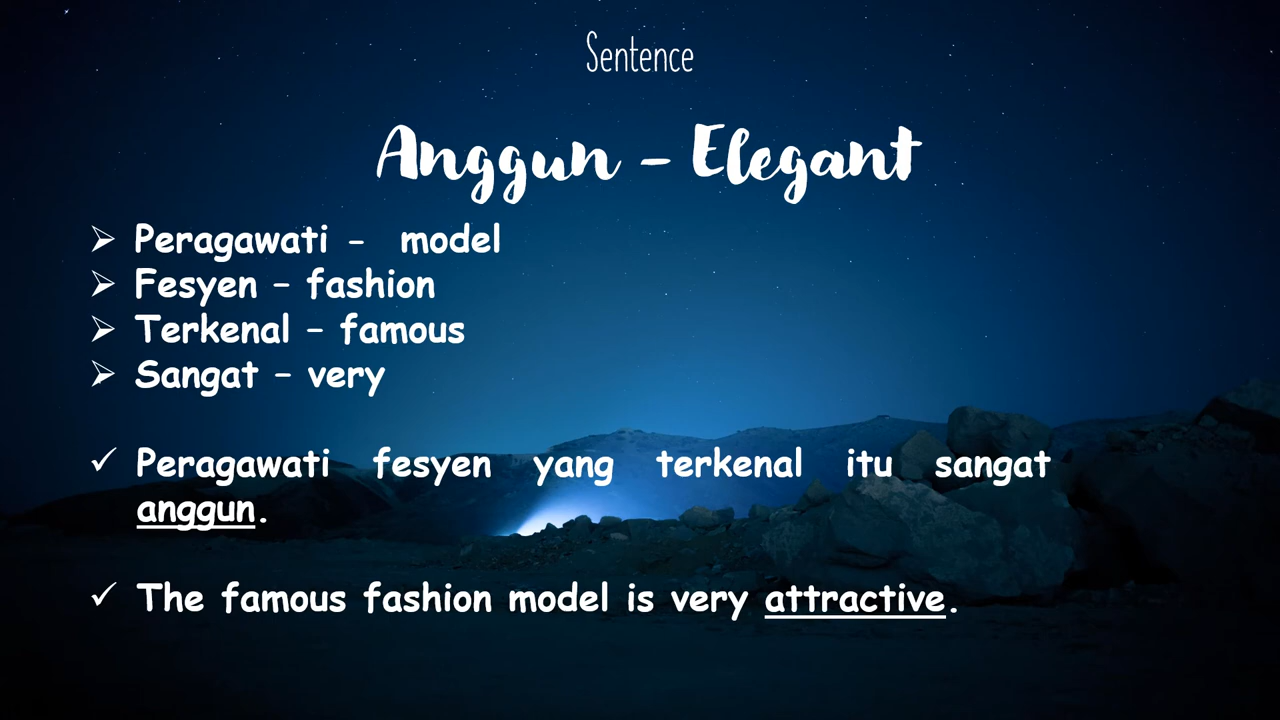 Sentence
Anggun – Elegant
➢ Peragawati – model
➢ Fesyen – fashion
➢ Terkenal – famous
➢ Sangat – very
✓ Peragawati fesyen yang terkenal itu sangat
anggun.
✓ The famous fashion model is very attractive.